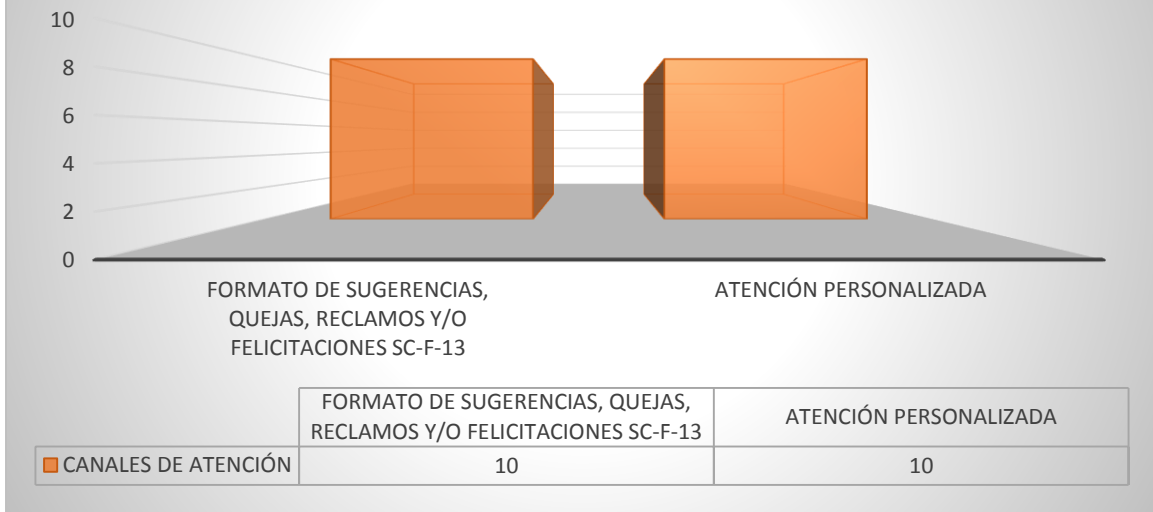 10
8
6
4
2
0
FORMATO DE SUGERENCIAS,
QUEJAS, RECLAMOS Y/O
FELICITACIONES SC-F-13
ATENCIÓN PERSONALIZADA
FORMATO DE SUGERENCIAS, QUEJAS,
RECLAMOS Y/O FELICITACIONES SC-F-13
ATENCIÓN PERSONALIZADA
CANALES DE ATENCIÓN 10 10